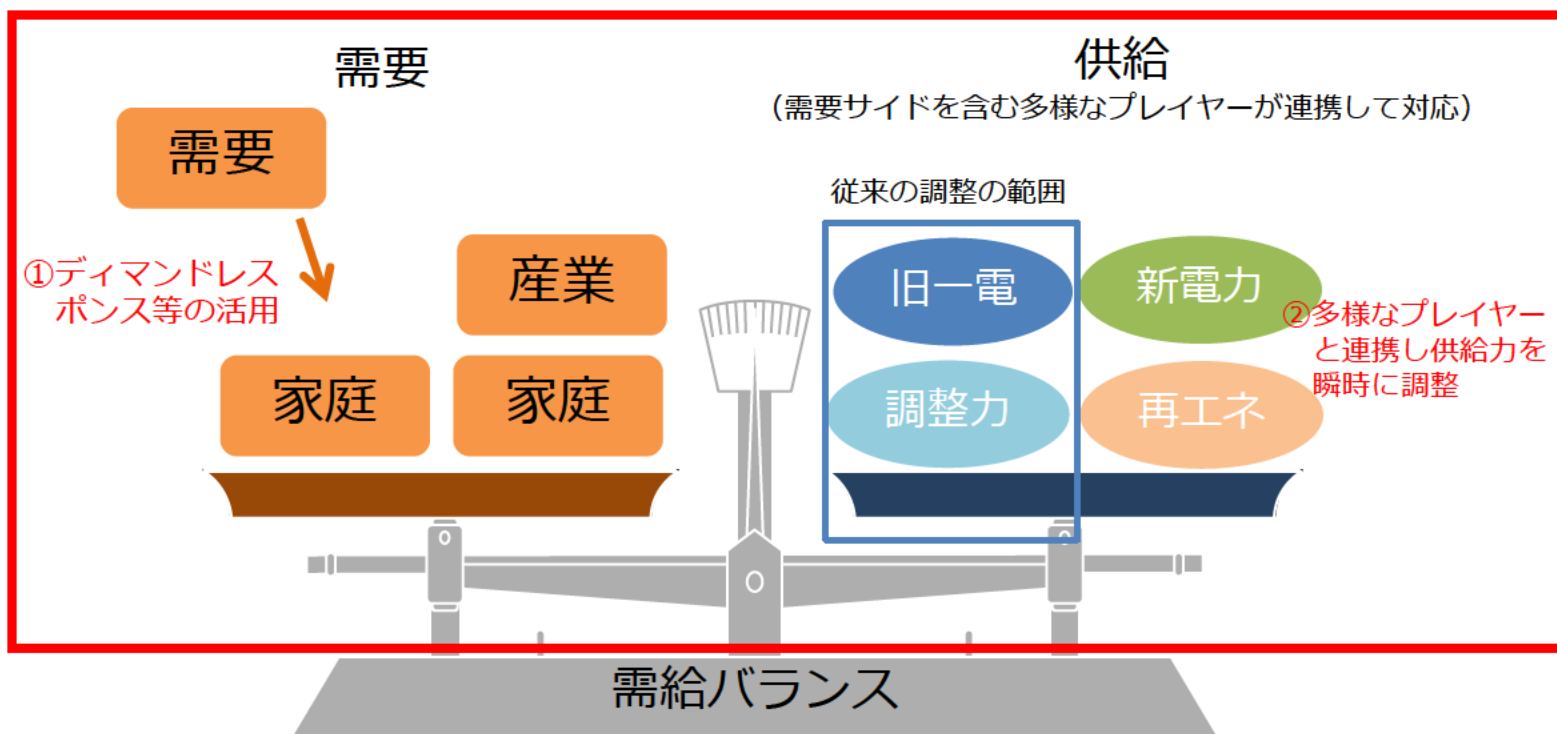 需要
供給
（需要サイドを含む多様なプレイヤーが連携して対応）
需要
従来の調整の範囲
①ディマンドレス
ポンス等の活用
産業
旧一電
新電力
②多様なプレイヤー
と連携し供給力を
瞬時に調整
家庭
家庭
調整力
再エネ
需給バランス